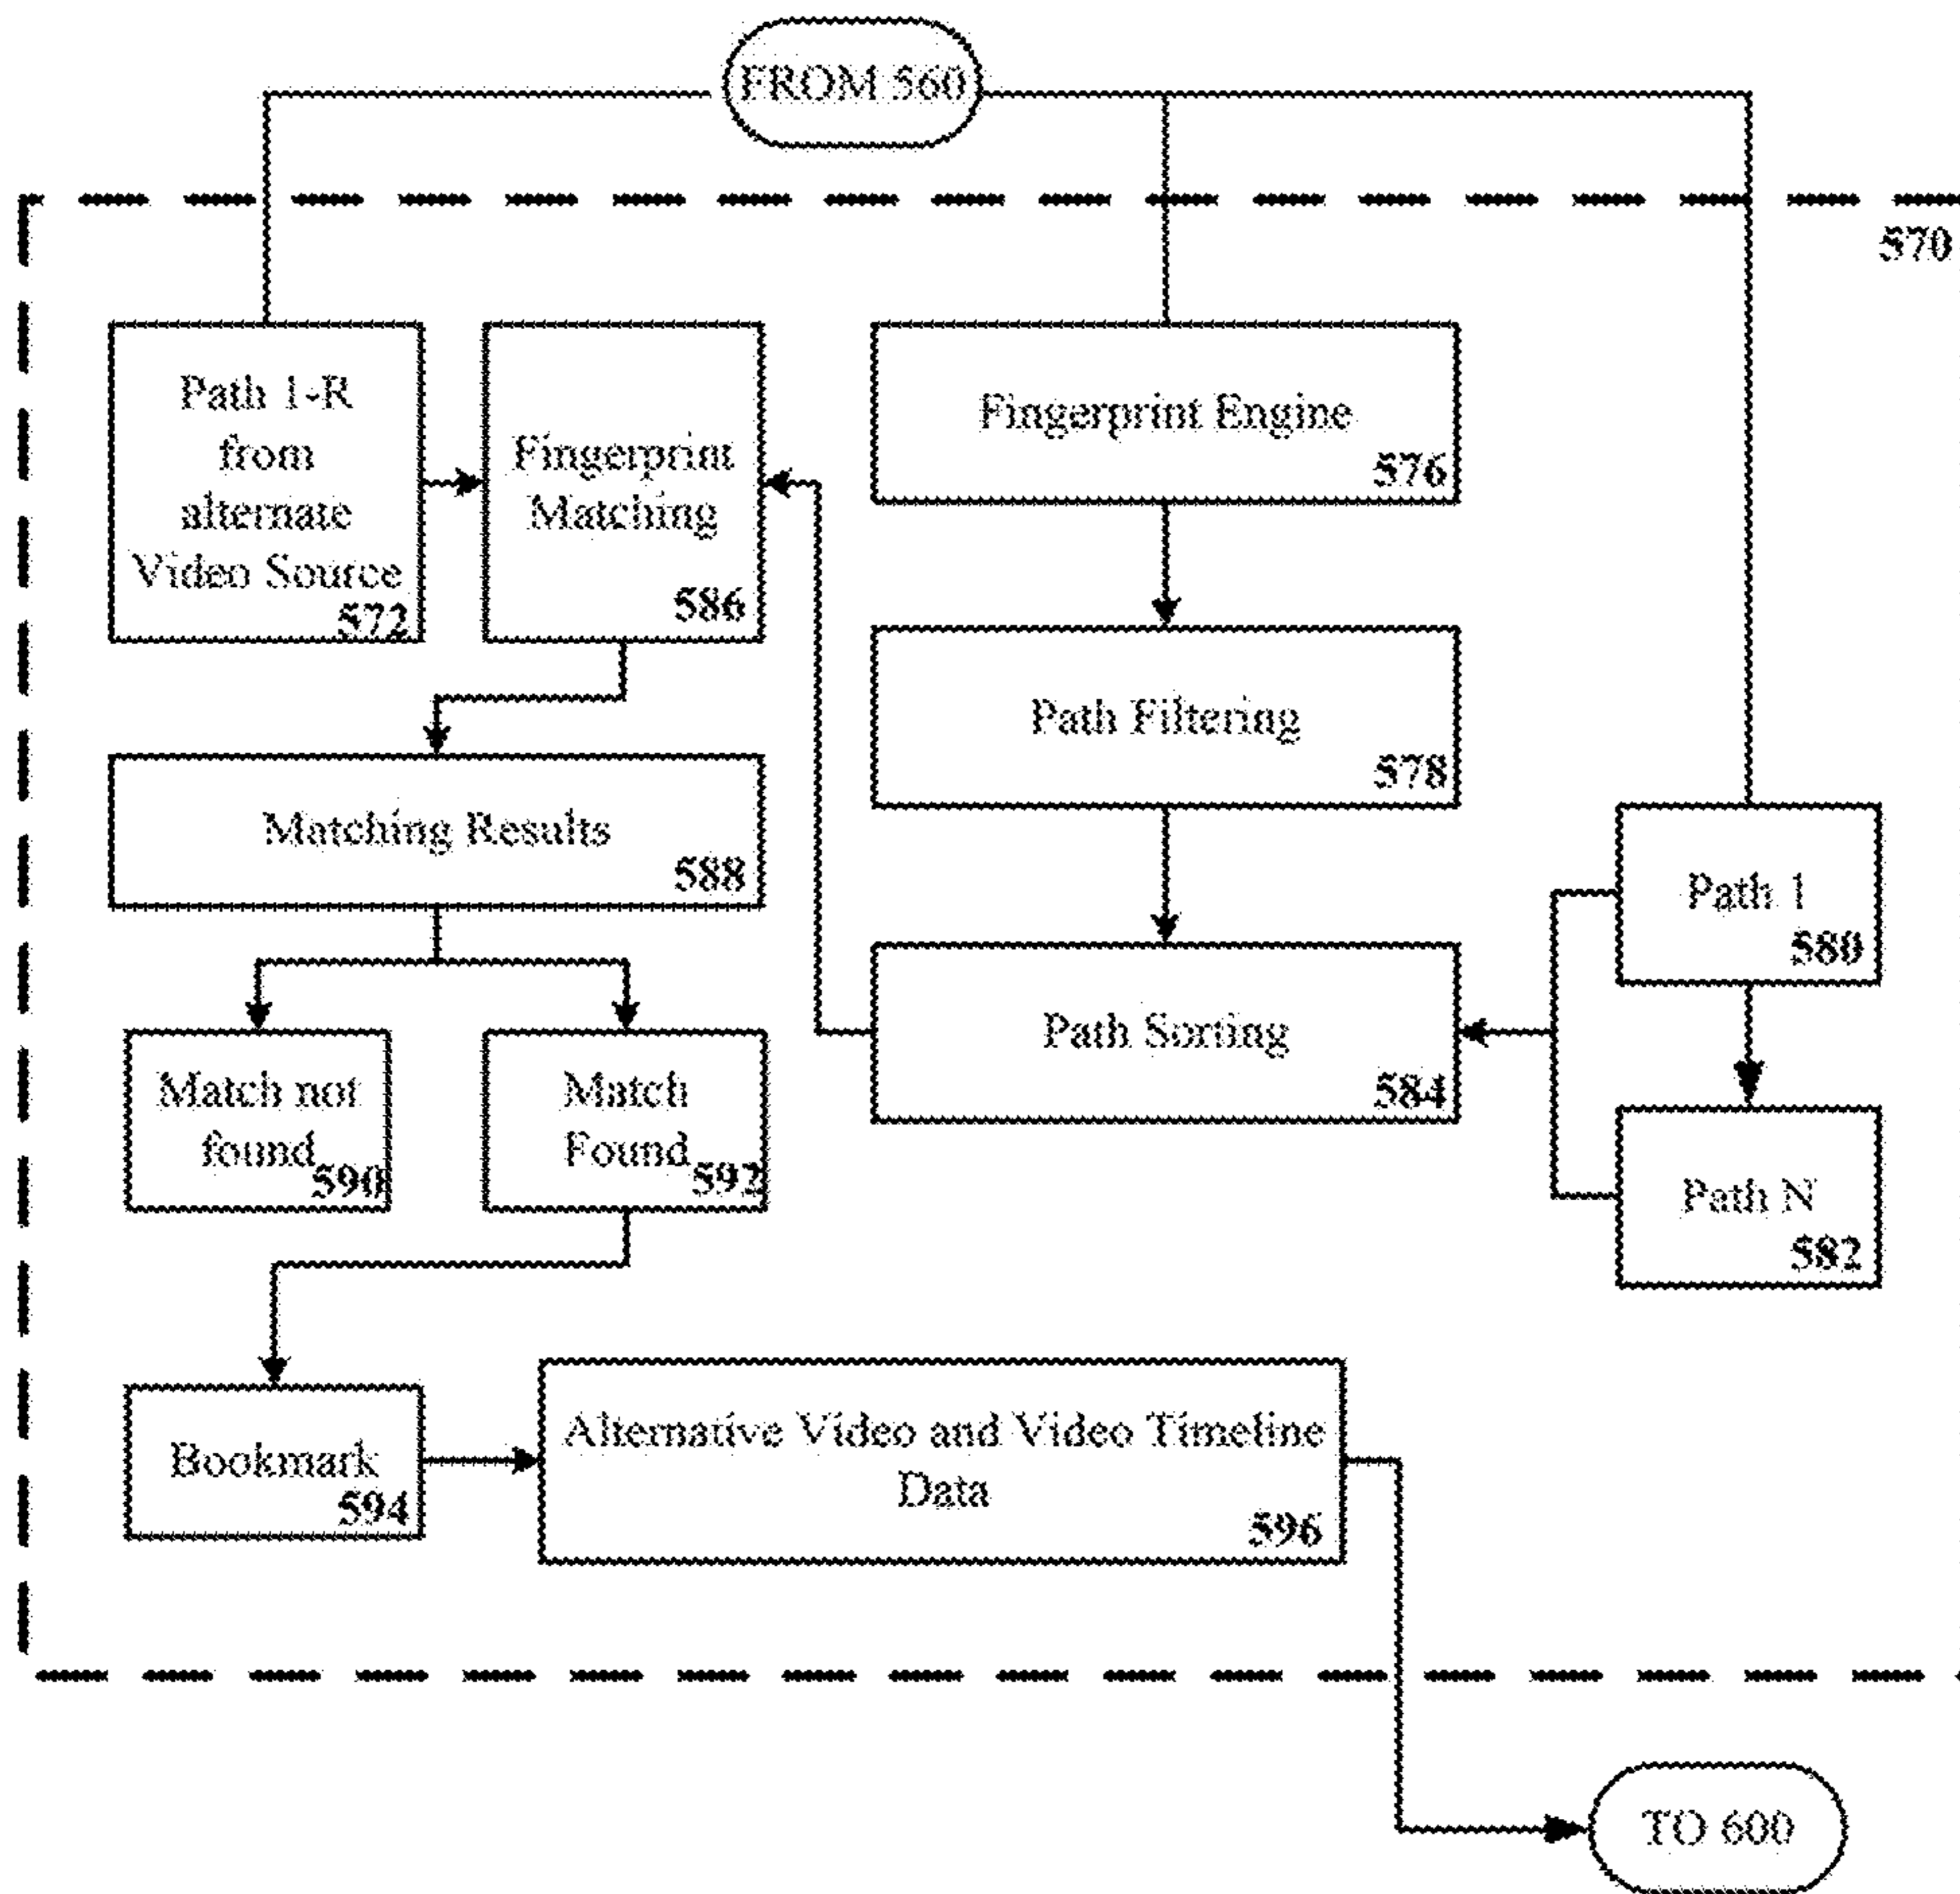 FROM 560
570
Path 1-R
from
alternate
Video Source
572
Fingerprint
Matching
586
Fingerprint Engine
576
Path Filtering
578
Matching Results
588
Path 1
580
Match not
found
590
Match
Found
592
Path Sorting
584
Path N
582
Bookmark
594
Alternative Video and Video Timeline
Data
596
TO 600